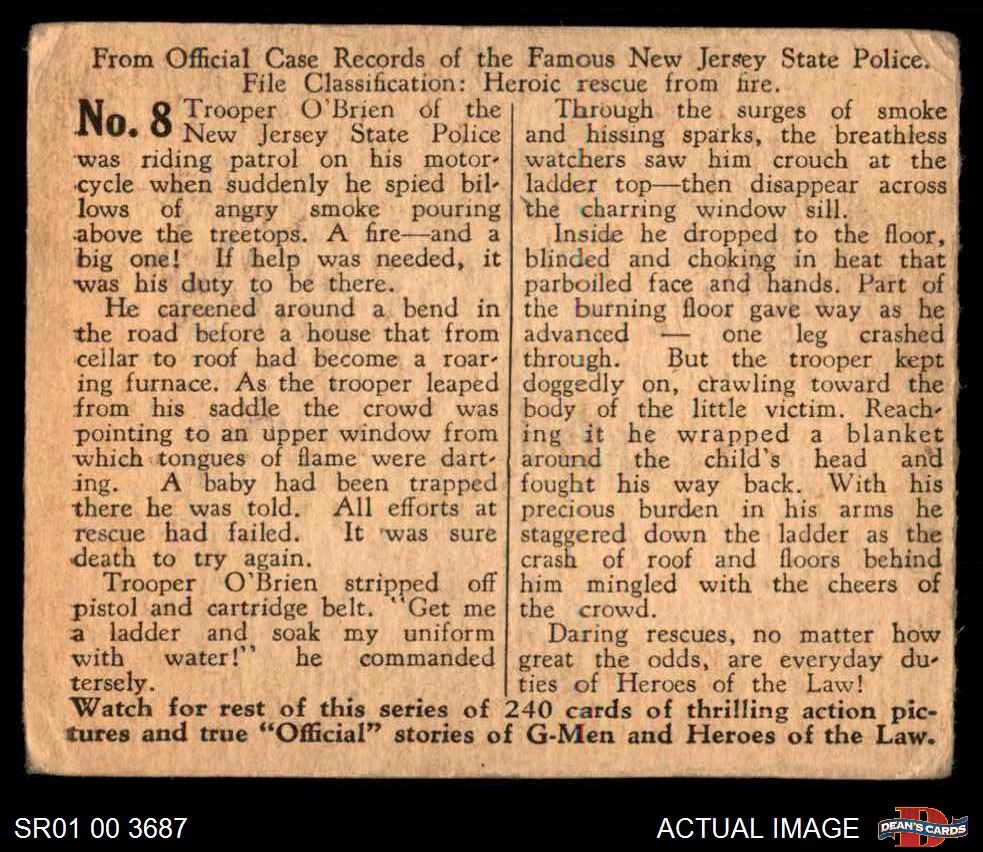 From Official Case Records of the Famous New Jersey State Police.
File Classification: Heroic rescue from fire.
No. 8 Trooper O'Brien of the
New Jersey State Police
was riding patrol on his motor-
cycle when suddenly he spied bil-
lows of angry smoke pouring
above the treetops. A fire—and a
big one! If help was needed, it
was his duty to be there.
He careened around a bend in
the road before a house that from
cellar to roof had become a roar-
ing furnace. As the trooper leaped
from his saddle the crowd was
pointing to an upper window from
which tongues of flame were dart-
ing. A baby had been trapped
there he was told. All efforts at
rescue had failed. It was sure
death to try again.
Trooper O'Brien stripped off
pistol and cartridge belt. "Get me
a ladder and soak my uniform
with water!" he commanded
tersely.
Through the surges of smoke
and hissing sparks, the breathless
watchers saw him crouch at the
ladder top—then disappear across
the charring window sill.
Inside he dropped to the floor,
blinded and choking in heat that
parboiled face and hands. Part of
the burning floor gave way as he
advanced — one leg crashed
through. But the trooper kept
doggedly on, crawling toward the
body of the little victim. Reach-
ing it he wrapped a blanket
around the child's head and
fought his way back. With his
precious burden in his arms he
staggered down the ladder as the
crash of roof and floors behind
him mingled with the cheers of
the crowd.
Daring rescues, no matter how
great the odds, are everyday du-
ties of Heroes of the Law!
Watch for rest of this series of 240 cards of thrilling action pic-
tures and true "Official" stories of G-Men and Heroes of the Law.
SR01 00 3687
ACTUAL IMAGE
DEAN'S CARDS